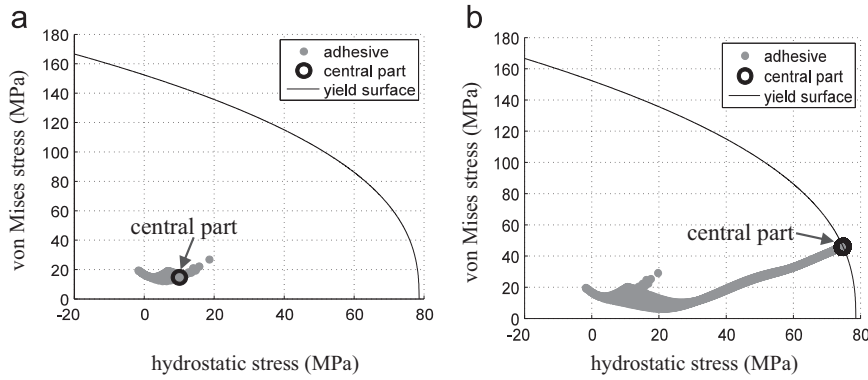 a
180
160
140
120
100
80
60
40
20
0
-20 0 20 40 60 80
von Mises stress (MPa)
hydrostatic stress (MPa)
adhesive
central part
yield surface
central part
b
180
160
140
120
100
80
60
40
20
0
-20 0 20 40 60 80
von Mises stress (MPa)
hydrostatic stress (MPa)
adhesive
central part
yield surface
central part